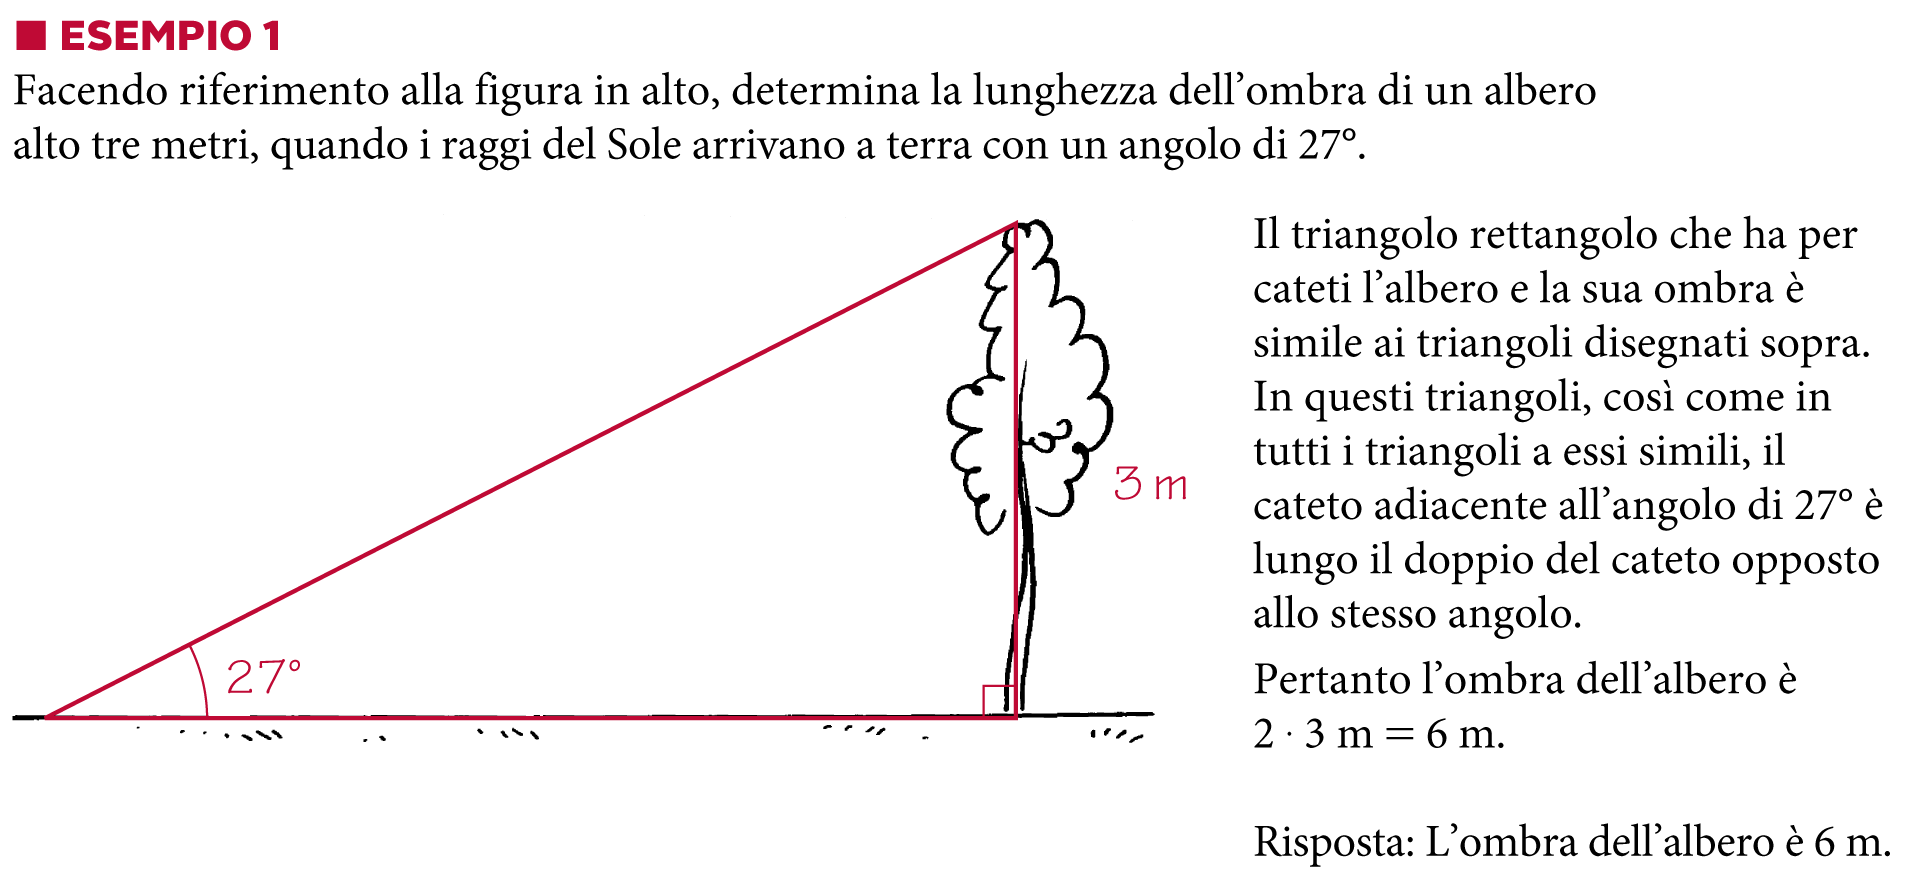 ■ ESEMPIO 1
Facendo riferimento alla figura in alto, determina la lunghezza dell’ombra di un albero
alto tre metri, quando i raggi del Sole arrivano a terra con un angolo di 27°.
Il triangolo rettangolo che ha per
cateti l’albero e la sua ombra è
simile ai triangoli disegnati sopra.
In questi triangoli, così come in
tutti i triangoli a essi simili, il
cateto adiacente all’angolo di 27° è
lungo il doppio del cateto opposto
allo stesso angolo.
Pertanto l’ombra dell’albero è
2 · 3 m = 6 m.
Risposta: L’ombra dell’albero è 6 m.
3 m
27°